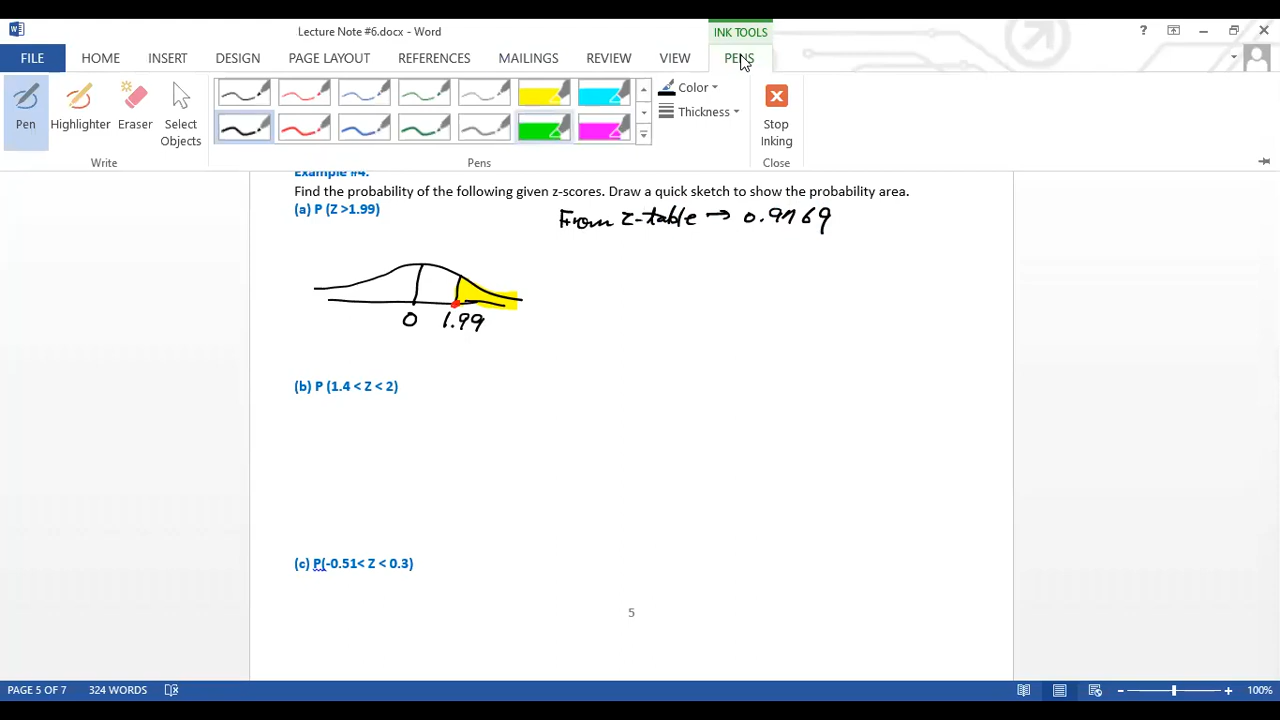 Lecture Note #6.docx - Word
INK TOOLS
?
FILE HOME INSERT DESIGN PAGE LAYOUT REFERENCES MAILINGS REVIEW VIEW PENS
Pen Highlighter Eraser Select Objects
Color
Thickness
Stop Inking
Write Pens Close
Example #4:
Find the probability of the following given z-scores. Draw a quick sketch to show the probability area.
(a) P (Z >1.99)
From z-table → 0.9769
0 1.99
(b) P (1.4 < Z < 2)
(c) P(-0.51< Z < 0.3)
5
PAGE 5 OF 7 324 WORDS 100%